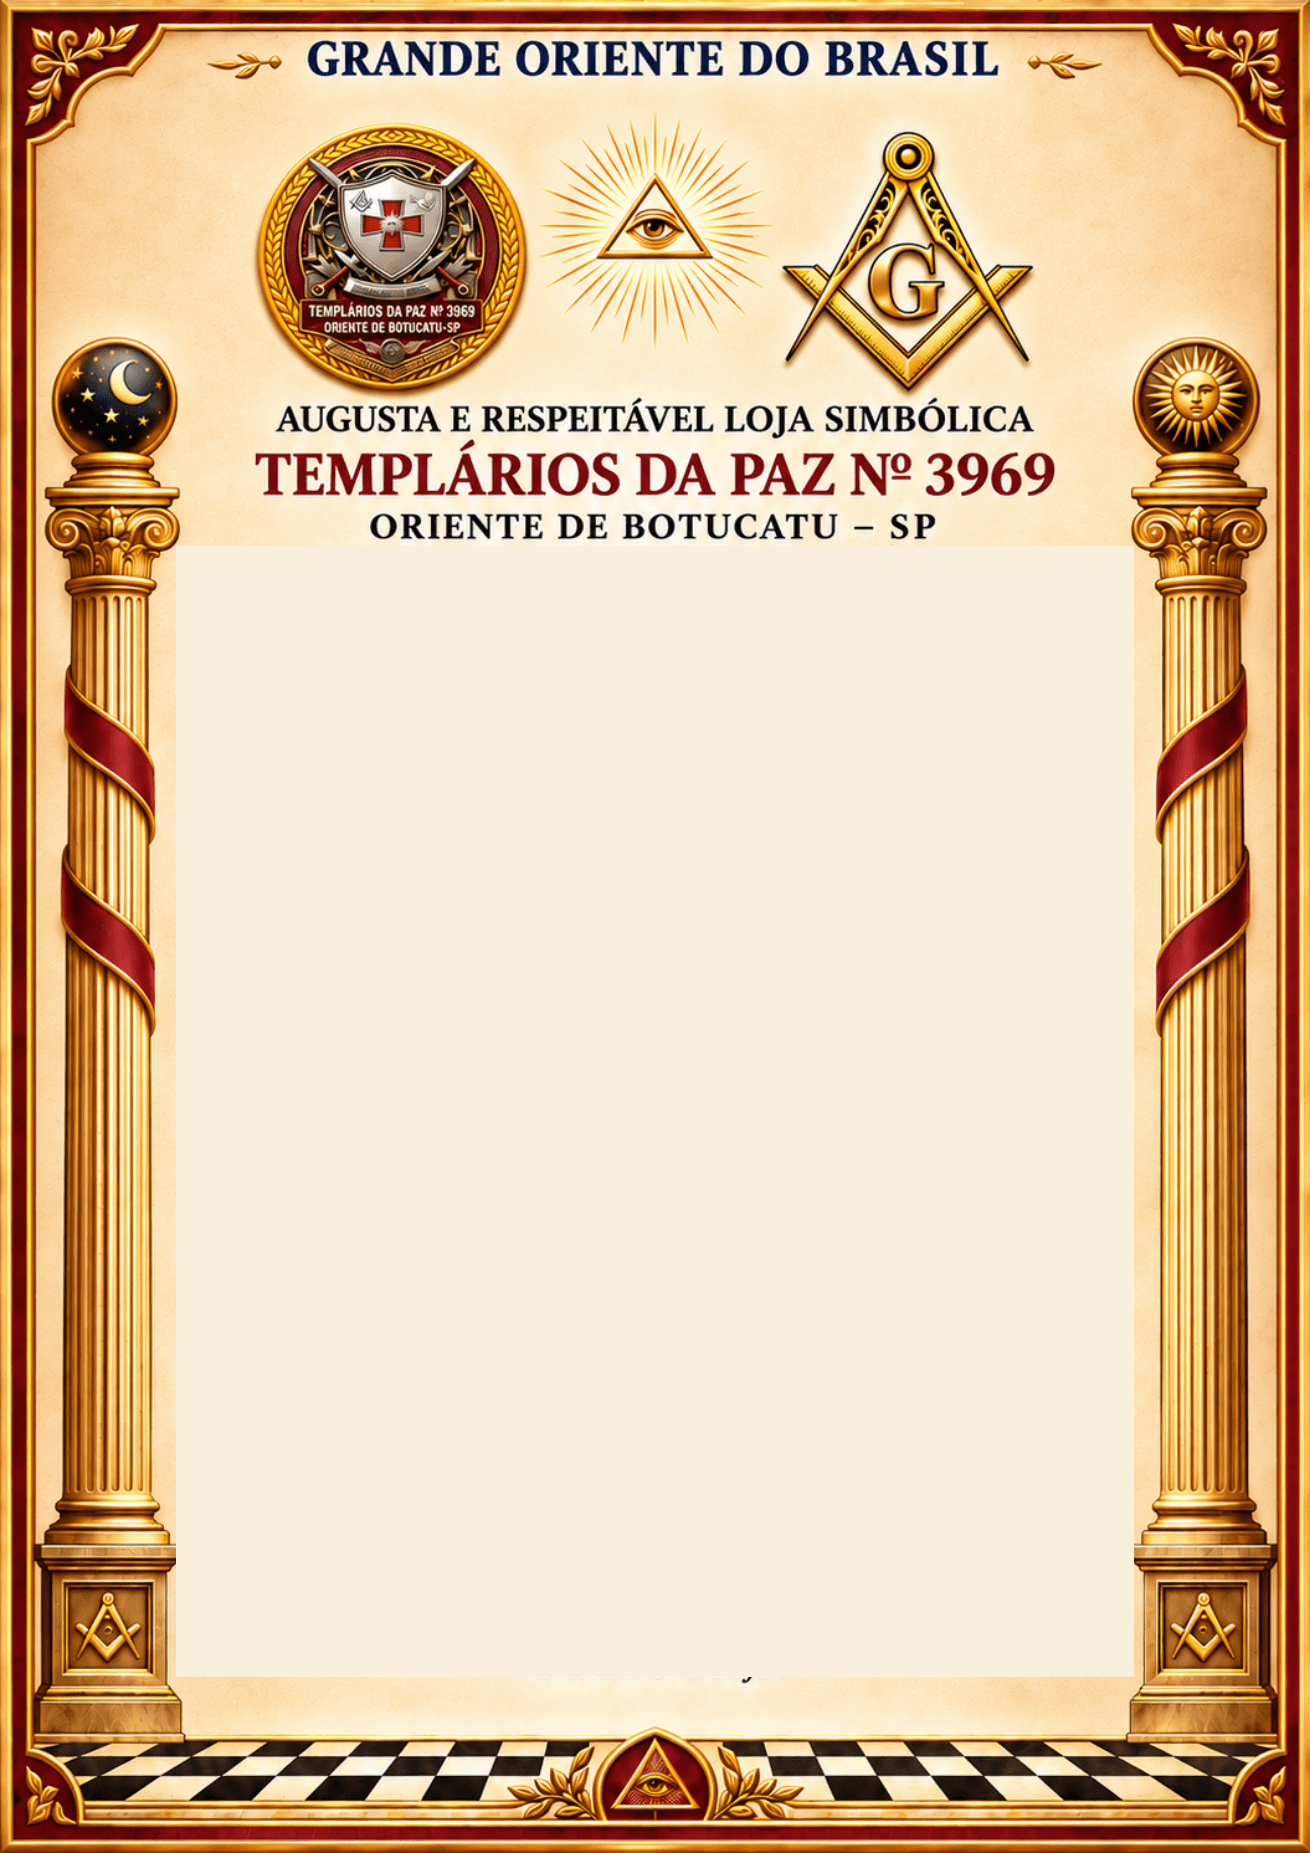 GRANDE ORIENTE DO BRASIL
TEMPLÁRIOS DA PAZ Nº 3969
ORIENTE DE BOTUCATU-SP
G
AUGUSTA E RESPEITÁVEL LOJA SIMBÓLICA
TEMPLÁRIOS DA PAZ Nº 3969
ORIENTE DE BOTUCATU – SP